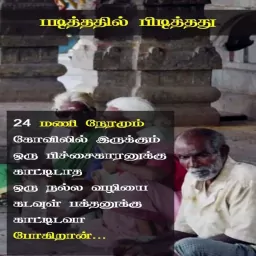 படித்ததில் பிடித்தது
24 மணி நேரமும்
கோவிலில் இருக்கும்
ஒரு பிச்சைகாரனுக்கு
காட்டிடாத
ஒரு நல்ல வழியை
கடவுள் பக்தனுக்கு
காட்டிடவா
போகிறான்...